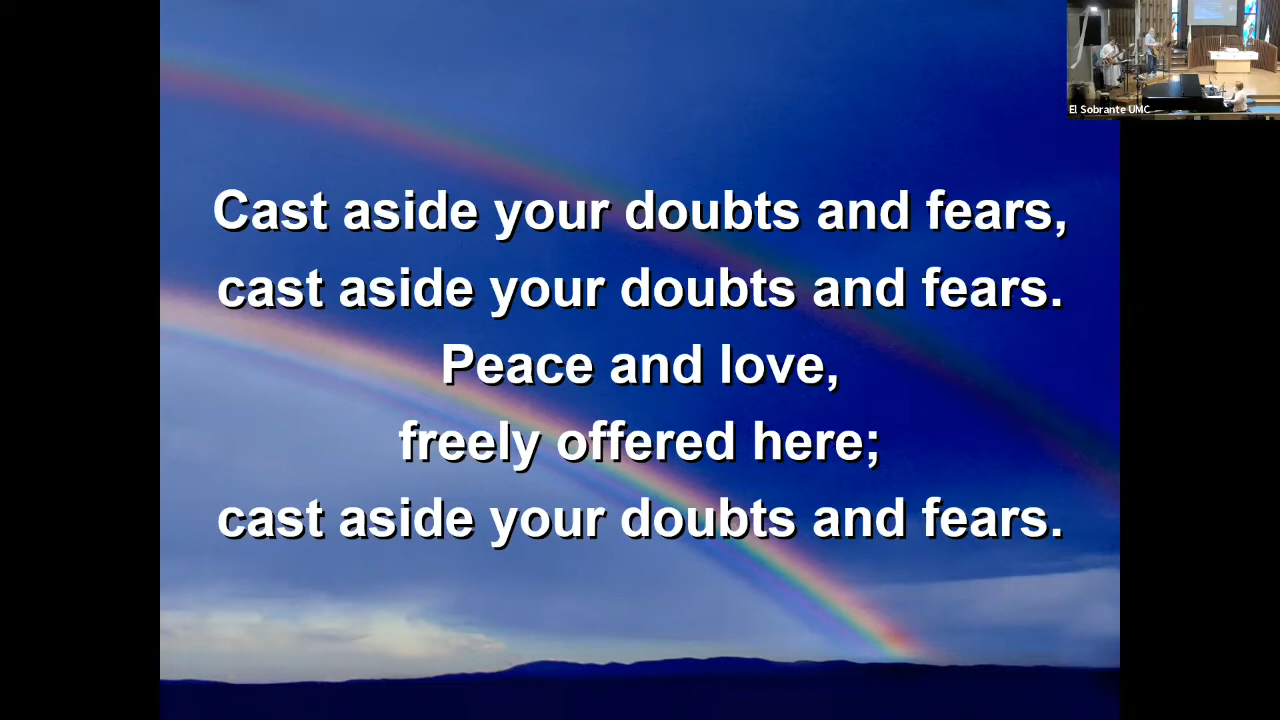 El Sobrante UMC
Cast aside your doubts and fears,
cast aside your doubts and fears.
Peace and love,
freely offered here;
cast aside your doubts and fears.